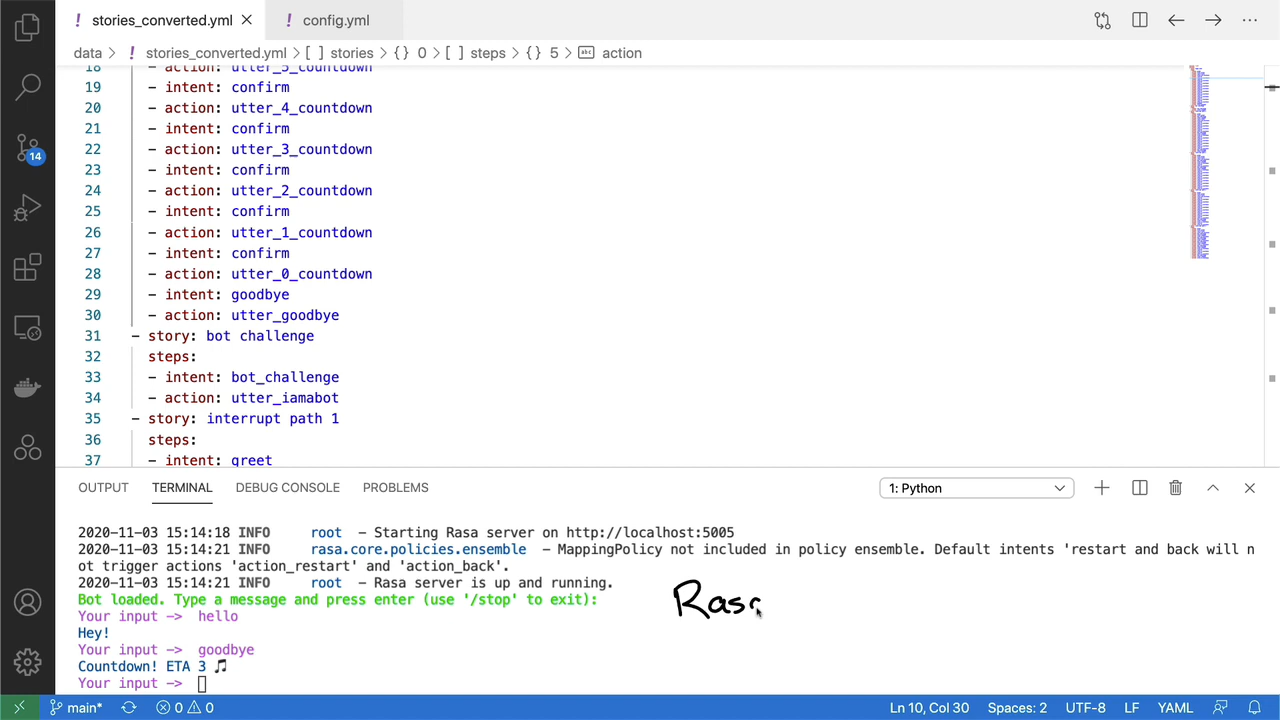 stories_converted.yml
config.yml
data > stories_converted.yml > [ ] stories > {} 0 > [ ] steps > {} 5 > abc action
18 - action: utter_5_countdown
19 - intent: confirm
20 - action: utter_4_countdown
21 - intent: confirm
22 - action: utter_3_countdown
23 - intent: confirm
24 - action: utter_2_countdown
25 - intent: confirm
26 - action: utter_1_countdown
27 - intent: confirm
28 - action: utter_0_countdown
29 - intent: goodbye
30 - action: utter_goodbye
31 - story: bot challenge
32 steps:
33 - intent: bot_challenge
34 - action: utter_iamabot
35 - story: interrupt path 1
36 steps:
37 - intent: greet
14
OUTPUT TERMINAL DEBUG CONSOLE PROBLEMS 1: Python
2020-11-03 15:14:18 INFO root - Starting Rasa server on http://localhost:5005
2020-11-03 15:14:21 INFO rasa.core.policies.ensemble - MappingPolicy not included in policy ensemble. Default intents 'restart and back will n
ot trigger actions 'action_restart' and 'action_back'.
2020-11-03 15:14:21 INFO root - Rasa server is up and running.
Bot loaded. Type a message and press enter (use '/stop' to exit):
Your input -> hello
Hey!
Your input -> goodbye
Countdown! ETA 3 🎵
Your input ->
Ras
main* 0 0 Ln 10, Col 30 Spaces: 2 UTF-8 LF YAML